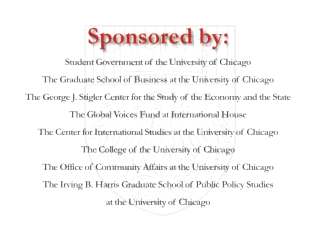 Sponsored by:
Student Government of the University of Chicago
The Graduate School of Business at the University of Chicago
The George J. Stigler Center for the Study of the Economy and the State
The Global Voices Fund at International House
The Center for International Studies at the University of Chicago
The College of the University of Chicago
The Office of Community Affairs at the University of Chicago
The Irving B. Harris Graduate School of Public Policy Studies
at the University of Chicago